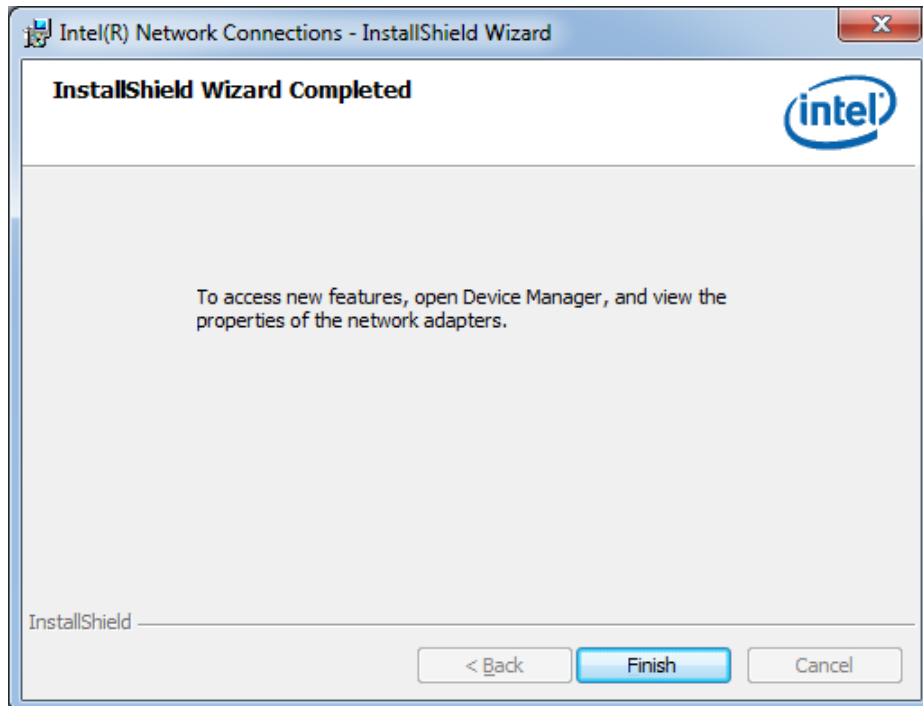 Intel(R) Network Connections - InstallShield Wizard
InstallShield Wizard Completed
intel
To access new features, open Device Manager, and view the
properties of the network adapters.
InstallShield
< Back
Finish
Cancel